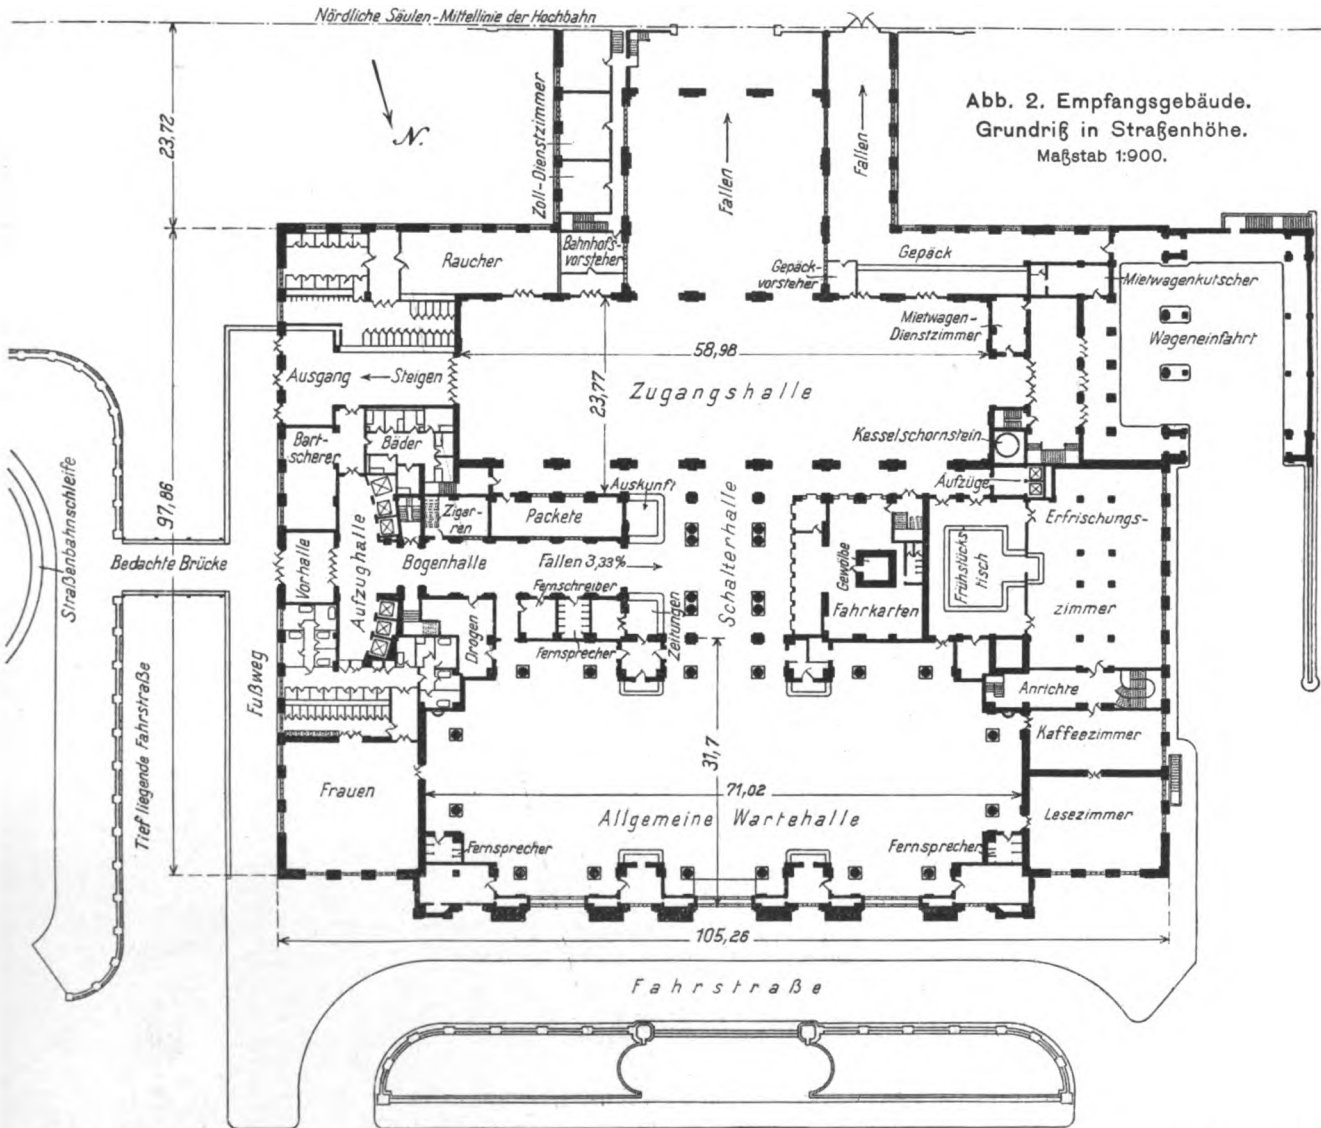 Nördliche Säulen-Mittellinie der Hochbahn
Abb. 2. Empfangsgebäude.
Grundriß in Straßenhöhe.
Maßstab 1:900.
23,72
N.
Zoll-Dienstzimmer
Fallen
Fallen
Raucher
Bahnhofs-
vorsteher
Gepäck
Gepäck-
vorsteher
Mietwagenkutscher
Mietwagen-
Dienstzimmer
Wageneinfahrt
58,98
Ausgang
Steigen
23,77
Zugangshalle
Bart-
scherer
Bäder
Kesselschornstein
Aufzüge
Auskunft
Straßenbahnschleife
97,86
Zigar-
ren
Packete
Schalterhalle
Erfrischungs-
zimmer
Bedachte Brücke
Vorhalle
Aufzughalle
Bogenhalle
Fallen 3,33%
Gewölbe
Frühstücks-
tisch
Fernschreiber
Fahrkarten
Drogen
Zeitungen
Fernsprecher
Fußweg
Tief liegende Fahrstraße
Anrichte
31,7
Kaffeezimmer
Frauen
71,02
Allgemeine Wartehalle
Lesezimmer
Fernsprecher
Fernsprecher
105,26
Fahrstraße